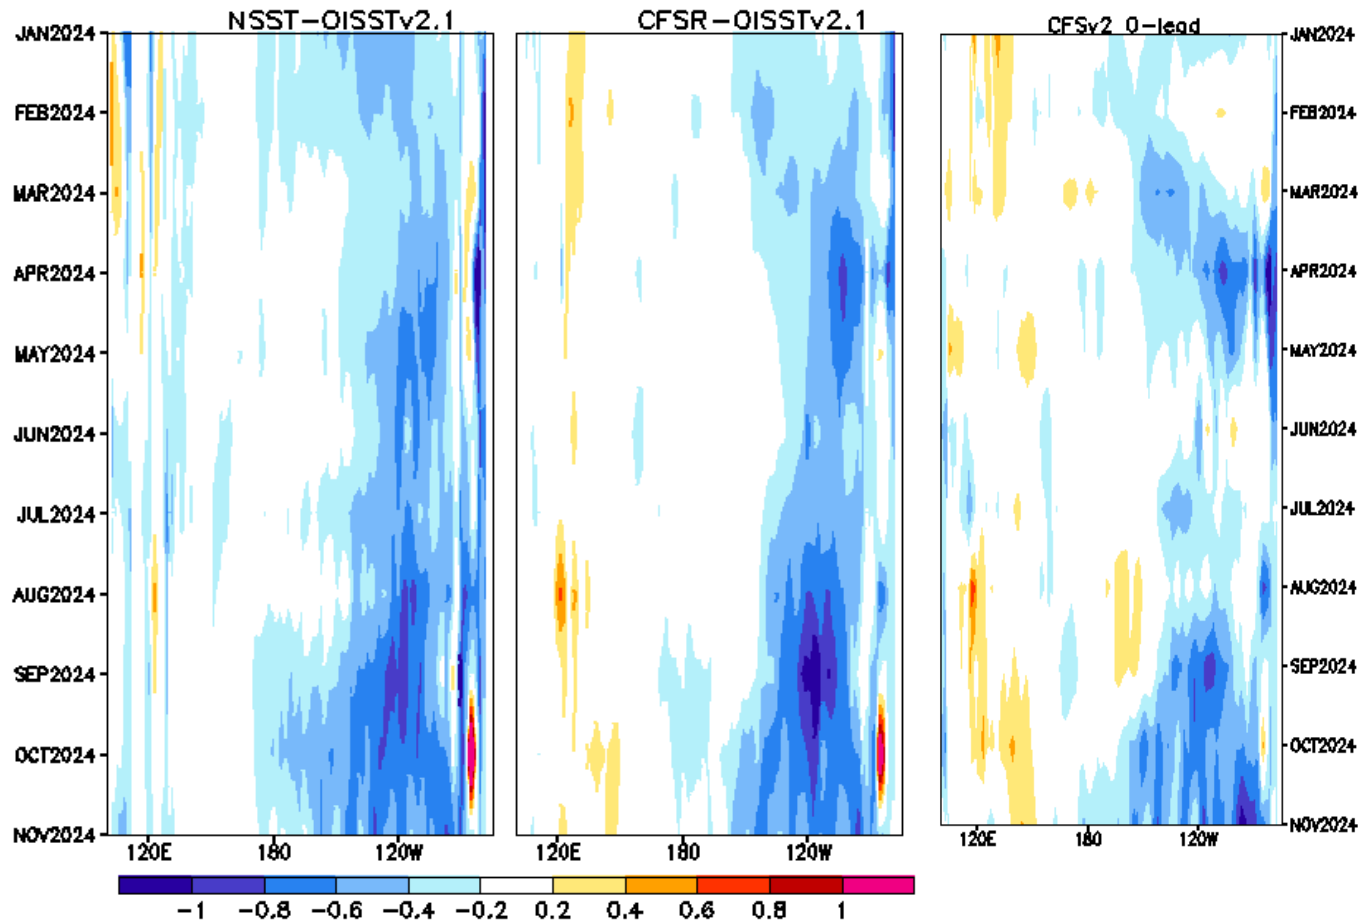 NSST-OISSTv2.1
CFSR-OISSTv2.1
CFSv2 0-lead
JAN2024
FEB2024
MAR2024
APR2024
MAY2024
JUN2024
JUL2024
AUG2024
SEP2024
OCT2024
NOV2024
JAN2024
FEB2024
MAR2024
APR2024
MAY2024
JUN2024
JUL2024
AUG2024
SEP2024
OCT2024
NOV2024
120E 180 120W
120E 180 120W
120E 180 120W
-1 -0.8 -0.6 -0.4 -0.2 0.2 0.4 0.6 0.8 1